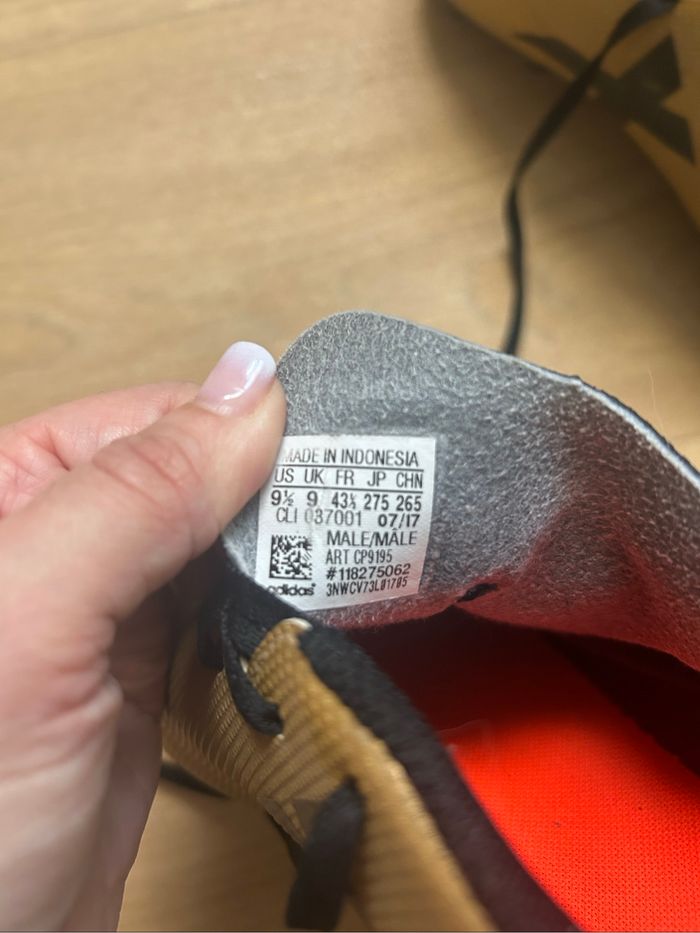 MADE IN INDONESIA
US UK FR JP CHN
9½ 9 43⅓ 275 265
CLI 037001 07/17
MALE/MÂLE
ART CP9195
#118275062
adidas® 3NWCV73L01785